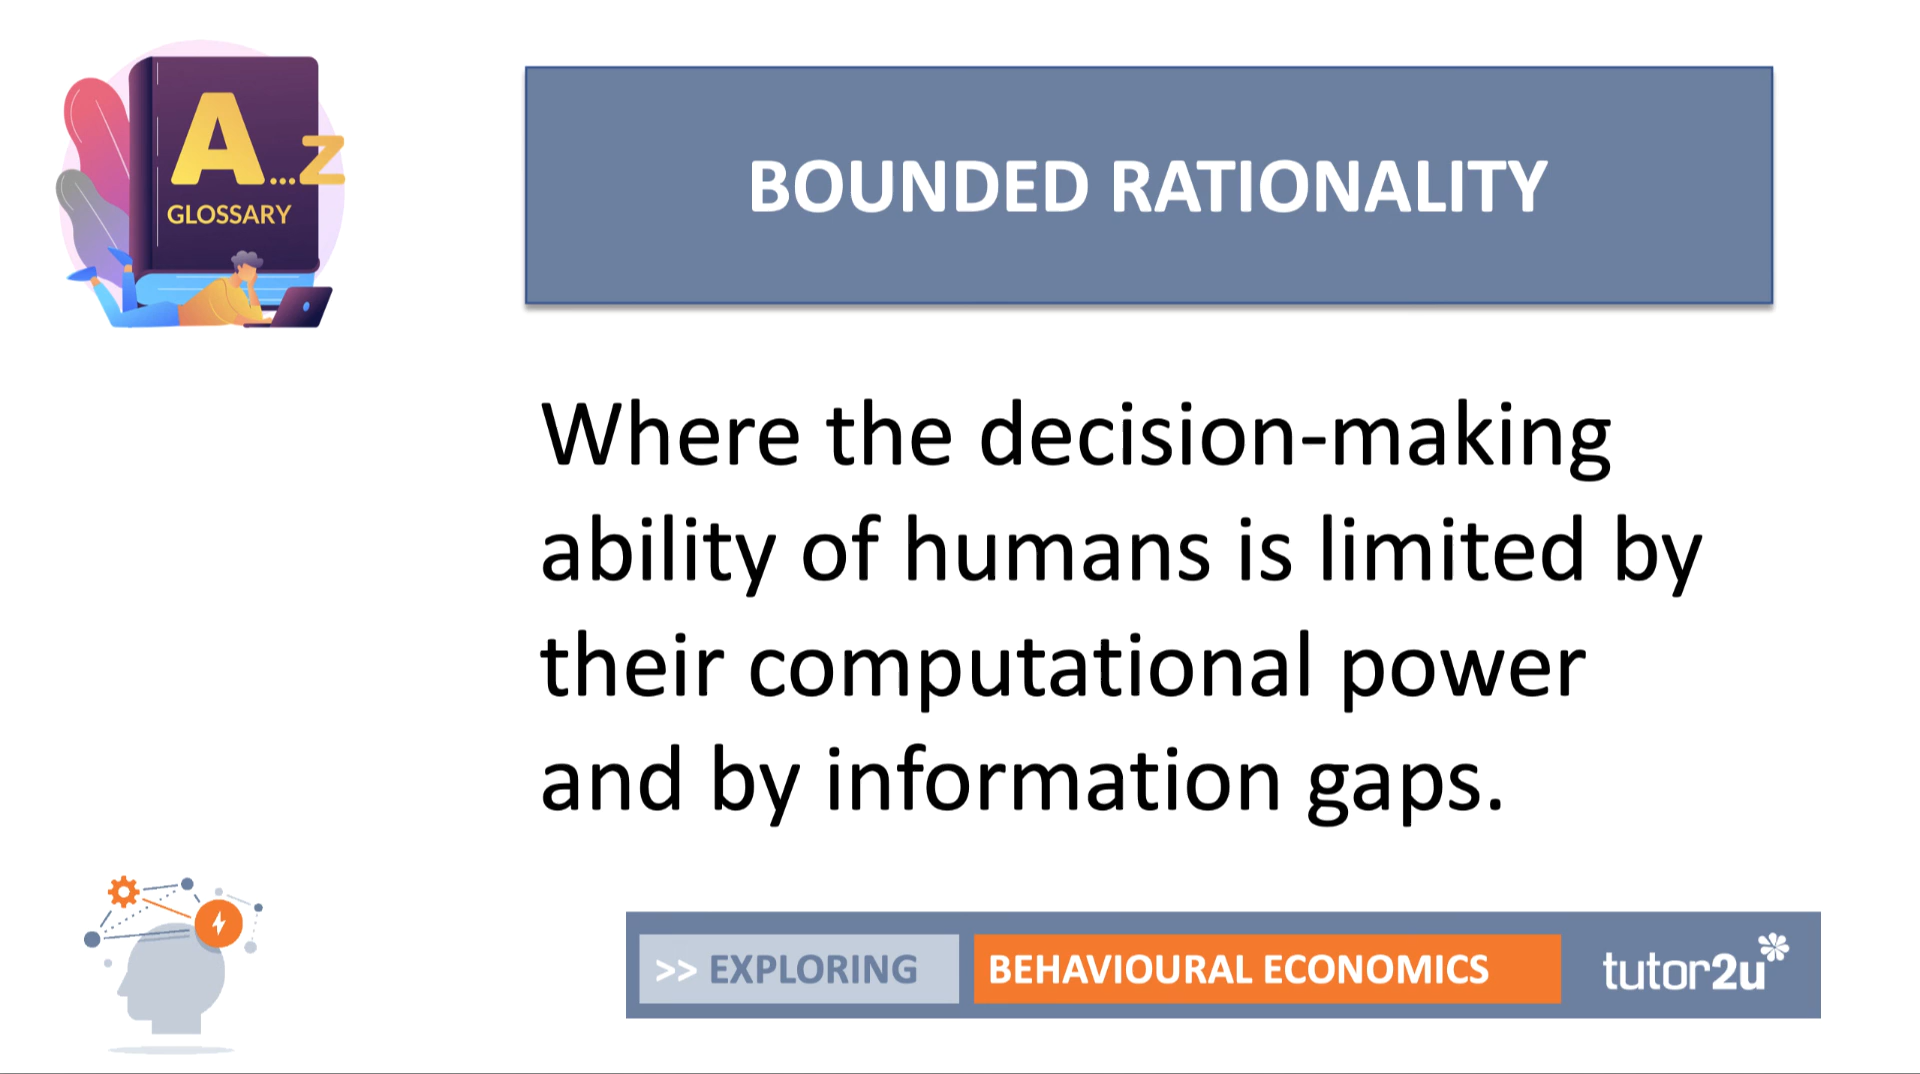 A...Z
GLOSSARY
BOUNDED RATIONALITY
Where the decision-making
ability of humans is limited by
their computational power
and by information gaps.
>> EXPLORING
BEHAVIOURAL ECONOMICS
tutor2u